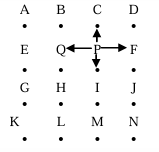 A B C D
E Q P F
G H I J
K L M N